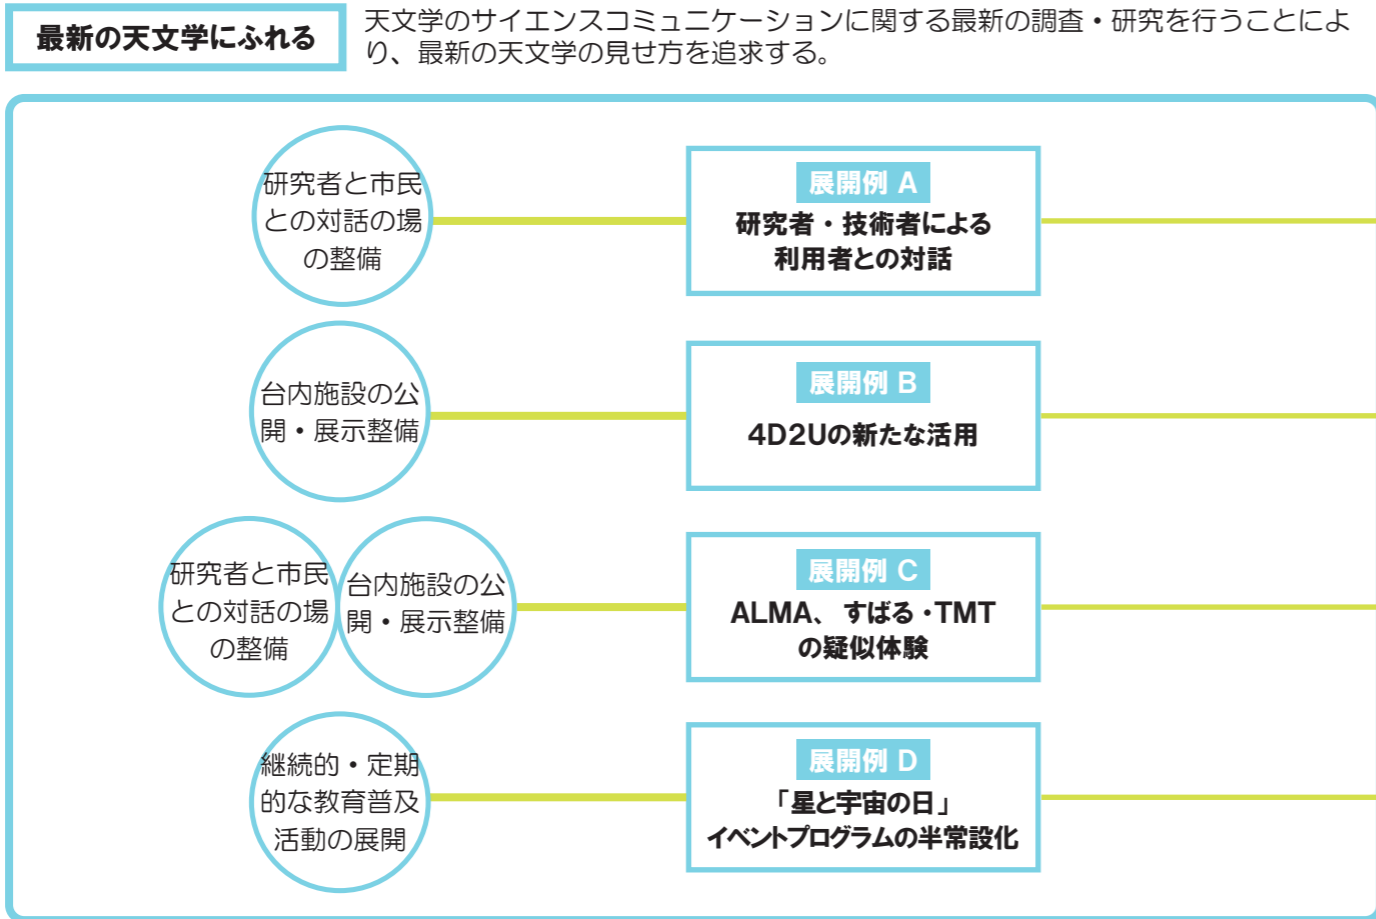 最新の天文学にふれる
天文学のサイエンスコミュニケーションに関する最新の調査・研究を行うことによ
り、最新の天文学の見せ方を追求する。
研究者と市民
との対話の場
の整備
展開例 A
研究者・技術者による
利用者との対話
台内施設の公
開・展示整備
展開例 B
4D2Uの新たな活用
研究者と市民
との対話の場
の整備
台内施設の公
開・展示整備
展開例 C
ALMA、すばる・TMT
の疑似体験
継続的・定期
的な教育普及
活動の展開
展開例 D
「星と宇宙の日」
イベントプログラムの半常設化